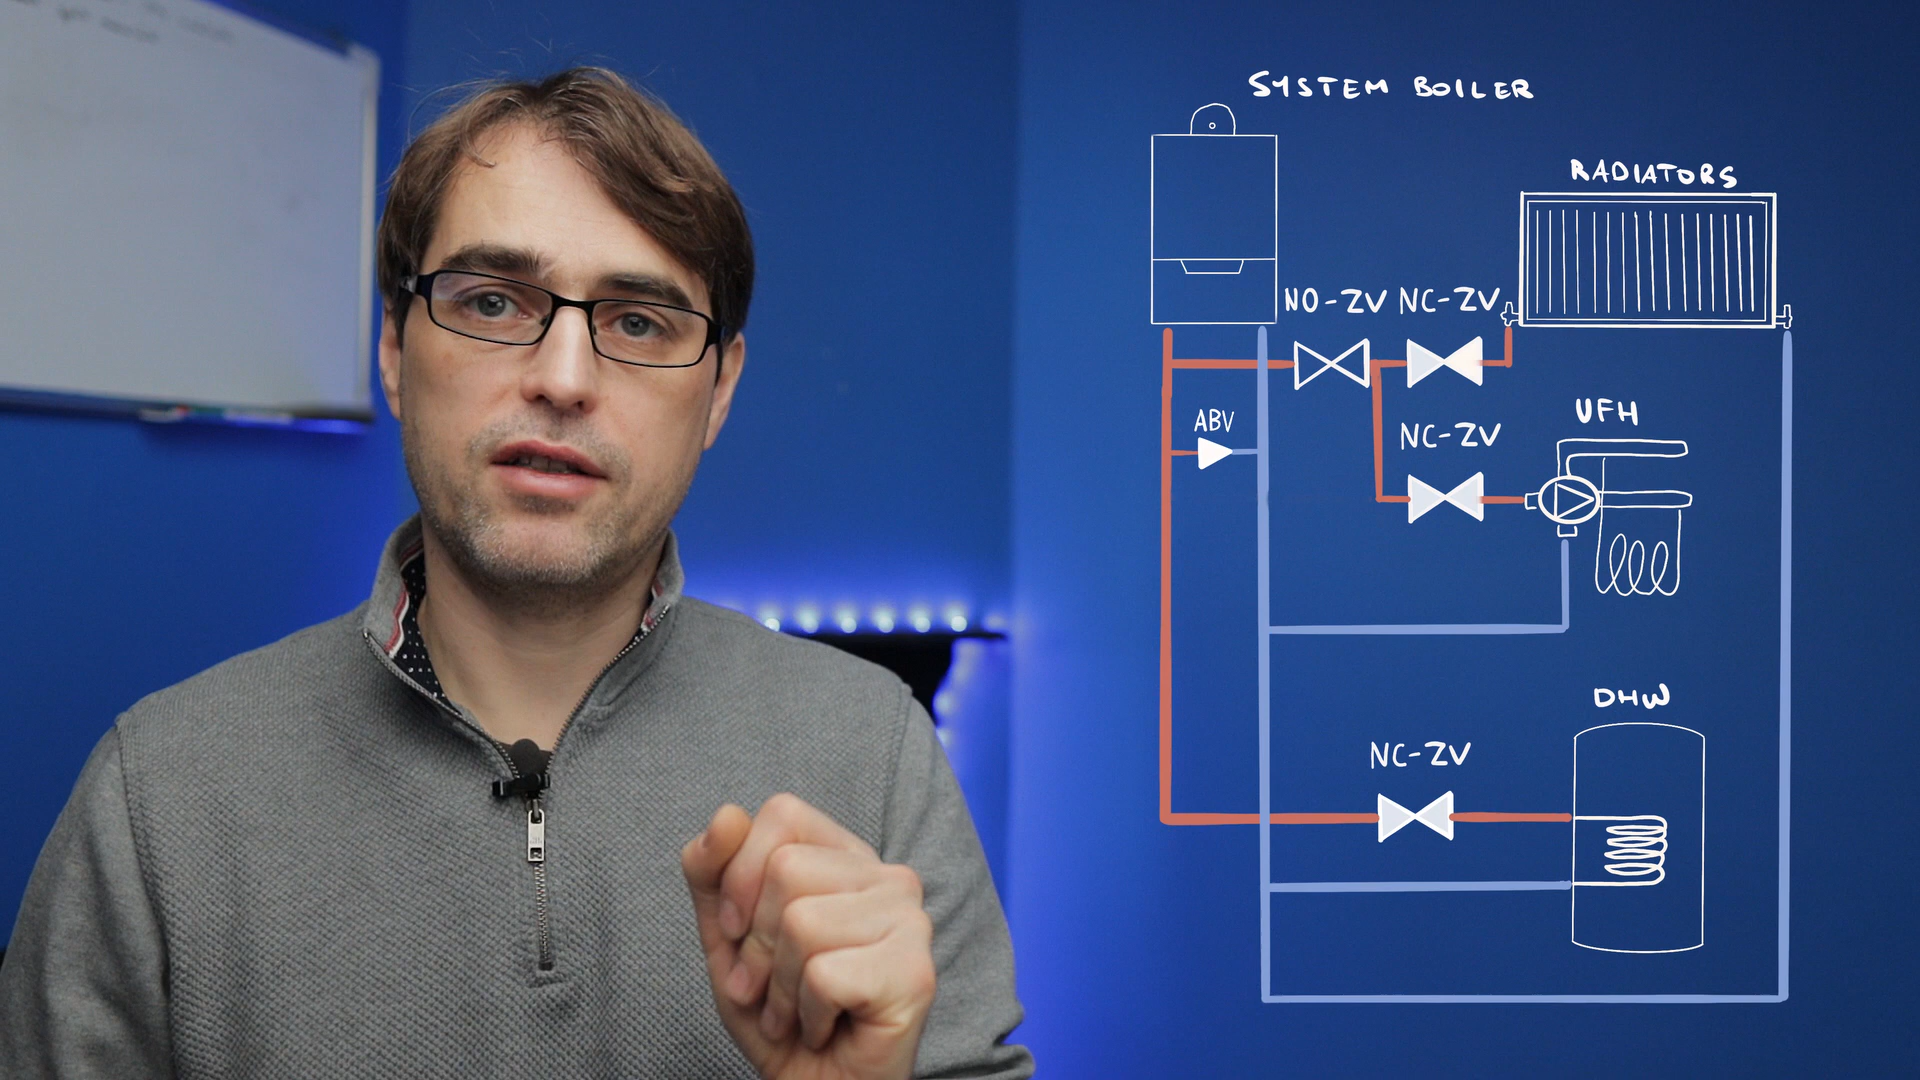 SYSTEM BOILER
RADIATORS
NO-ZV NC-ZV
ABV
UFH
NC-ZV
DHW
NC-ZV